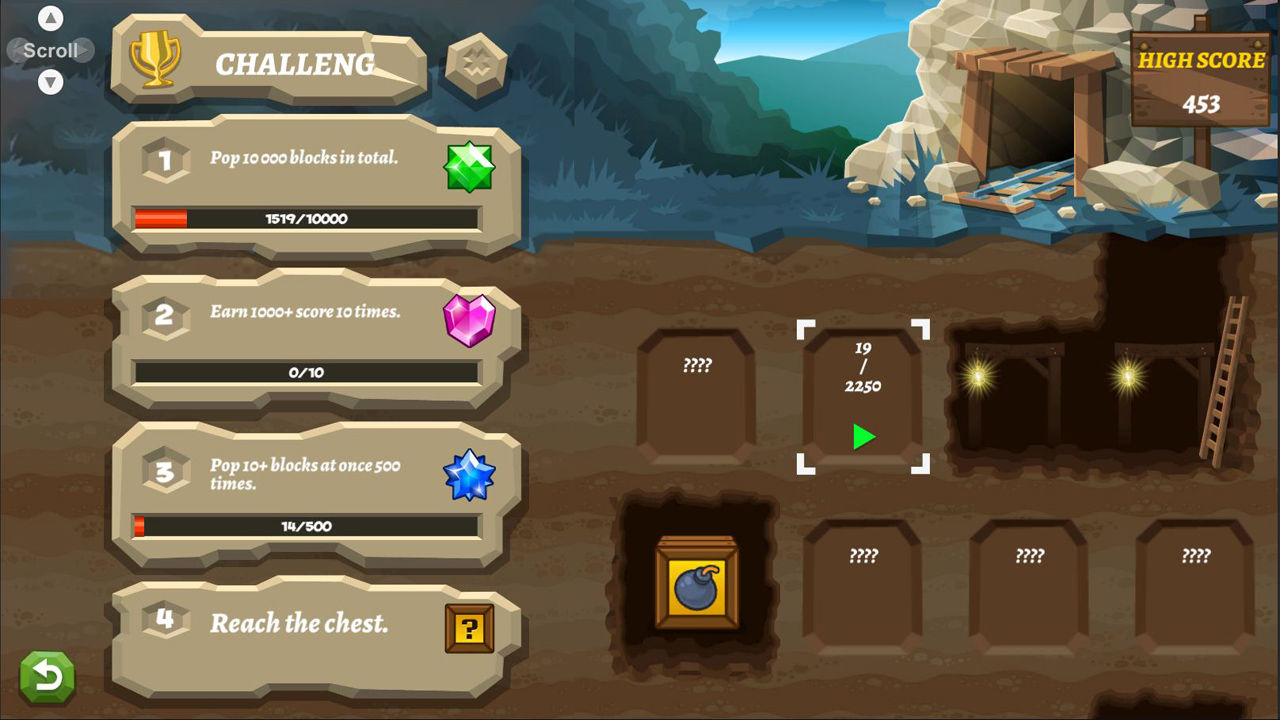 Scroll
CHALLENG
HIGH SCORE
453
1
Pop 10 000 blocks in total.
1519/10000
2
Earn 1000+ score 10 times.
0/10
3
Pop 10+ blocks at once 500
times.
14/500
4
Reach the chest.
?
????
19
/
2250
????
????
????